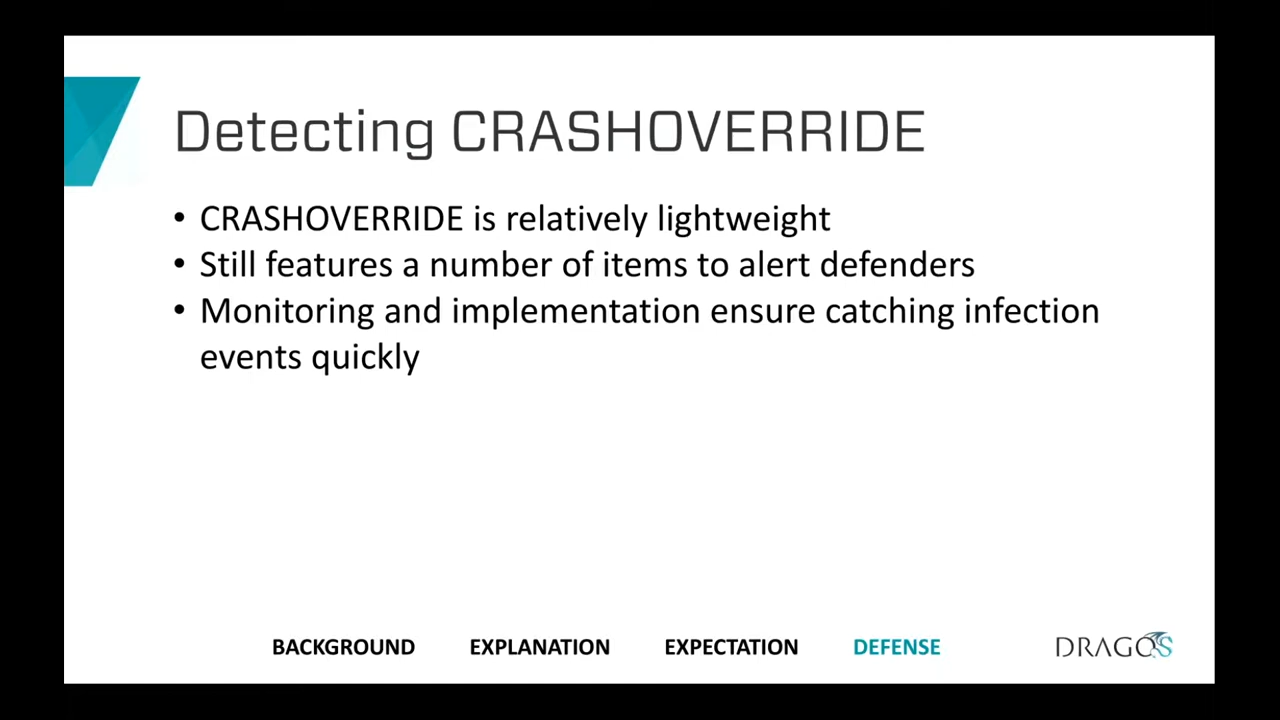 Detecting CRASHOVERRIDE
• CRASHOVERRIDE is relatively lightweight
• Still features a number of items to alert defenders
• Monitoring and implementation ensure catching infection
events quickly
BACKGROUND EXPLANATION EXPECTATION DEFENSE DRAGOS